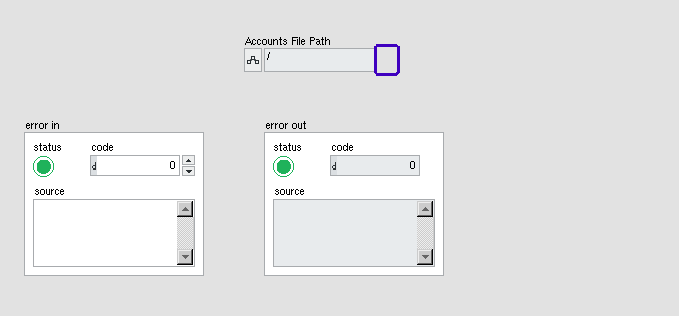 Accounts File Path
/
error in
status
code
d
0
source
error out
status
code
d
0
source